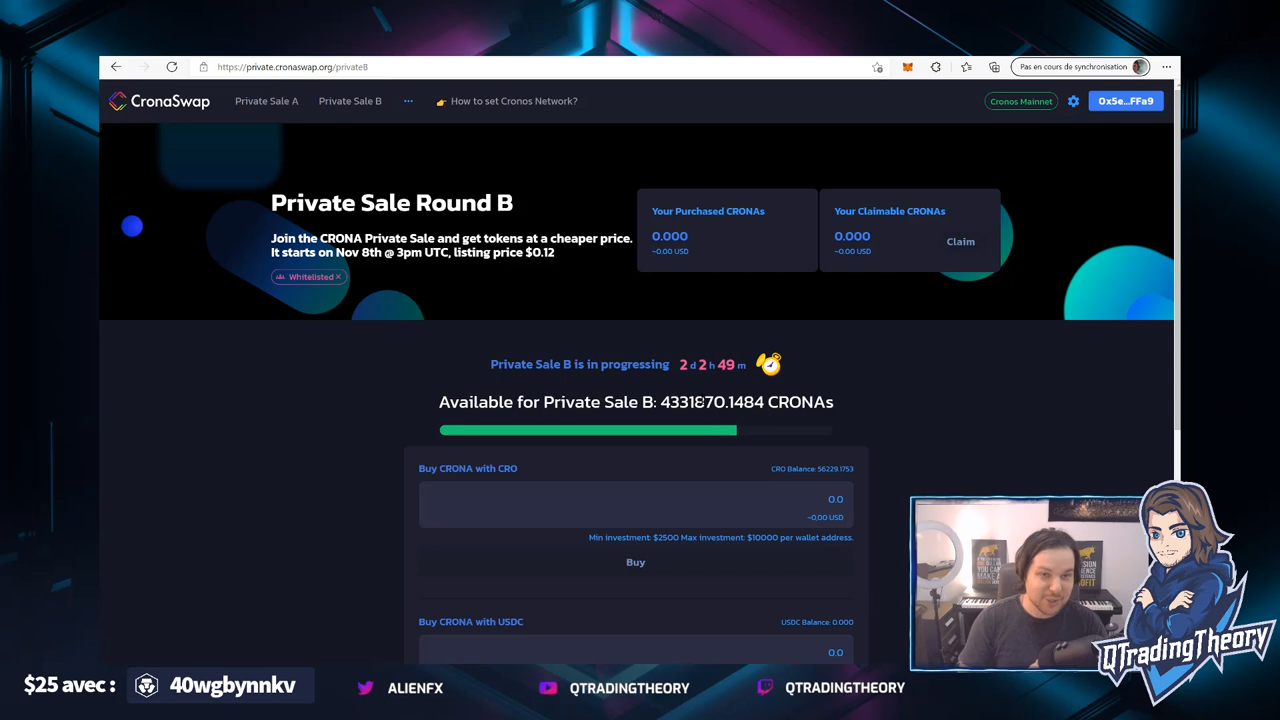 https://private.cronaswap.org/privateB
Pas en cours de synchronisation
CronaSwap
Private Sale A
Private Sale B
How to set Cronos Network?
Cronos Mainnet
0x5e...FFa9
Private Sale Round B
Join the CRONA Private Sale and get tokens at a cheaper price.
It starts on Nov 8th @ 3pm UTC, listing price $0.12
Whitelisted ×
Your Purchased CRONAs
0.000
~0.00 USD
Your Claimable CRONAs
0.000
~0.00 USD
Claim
Private Sale B is in progressing 2 d 2 h 49 m
Available for Private Sale B: 4331870.1484 CRONAs
Buy CRONA with CRO
CRO Balance: 56229.1753
0.0
~0.00 USD
Min investment: $2500 Max investment: $10000 per wallet address.
Buy
Buy CRONA with USDC
USDC Balance: 0.000
0.0
QTRADINGTHEORY
$25 avec :
40wgbynnkv
ALIENFX
QTRADINGTHEORY
QTRADINGTHEORY